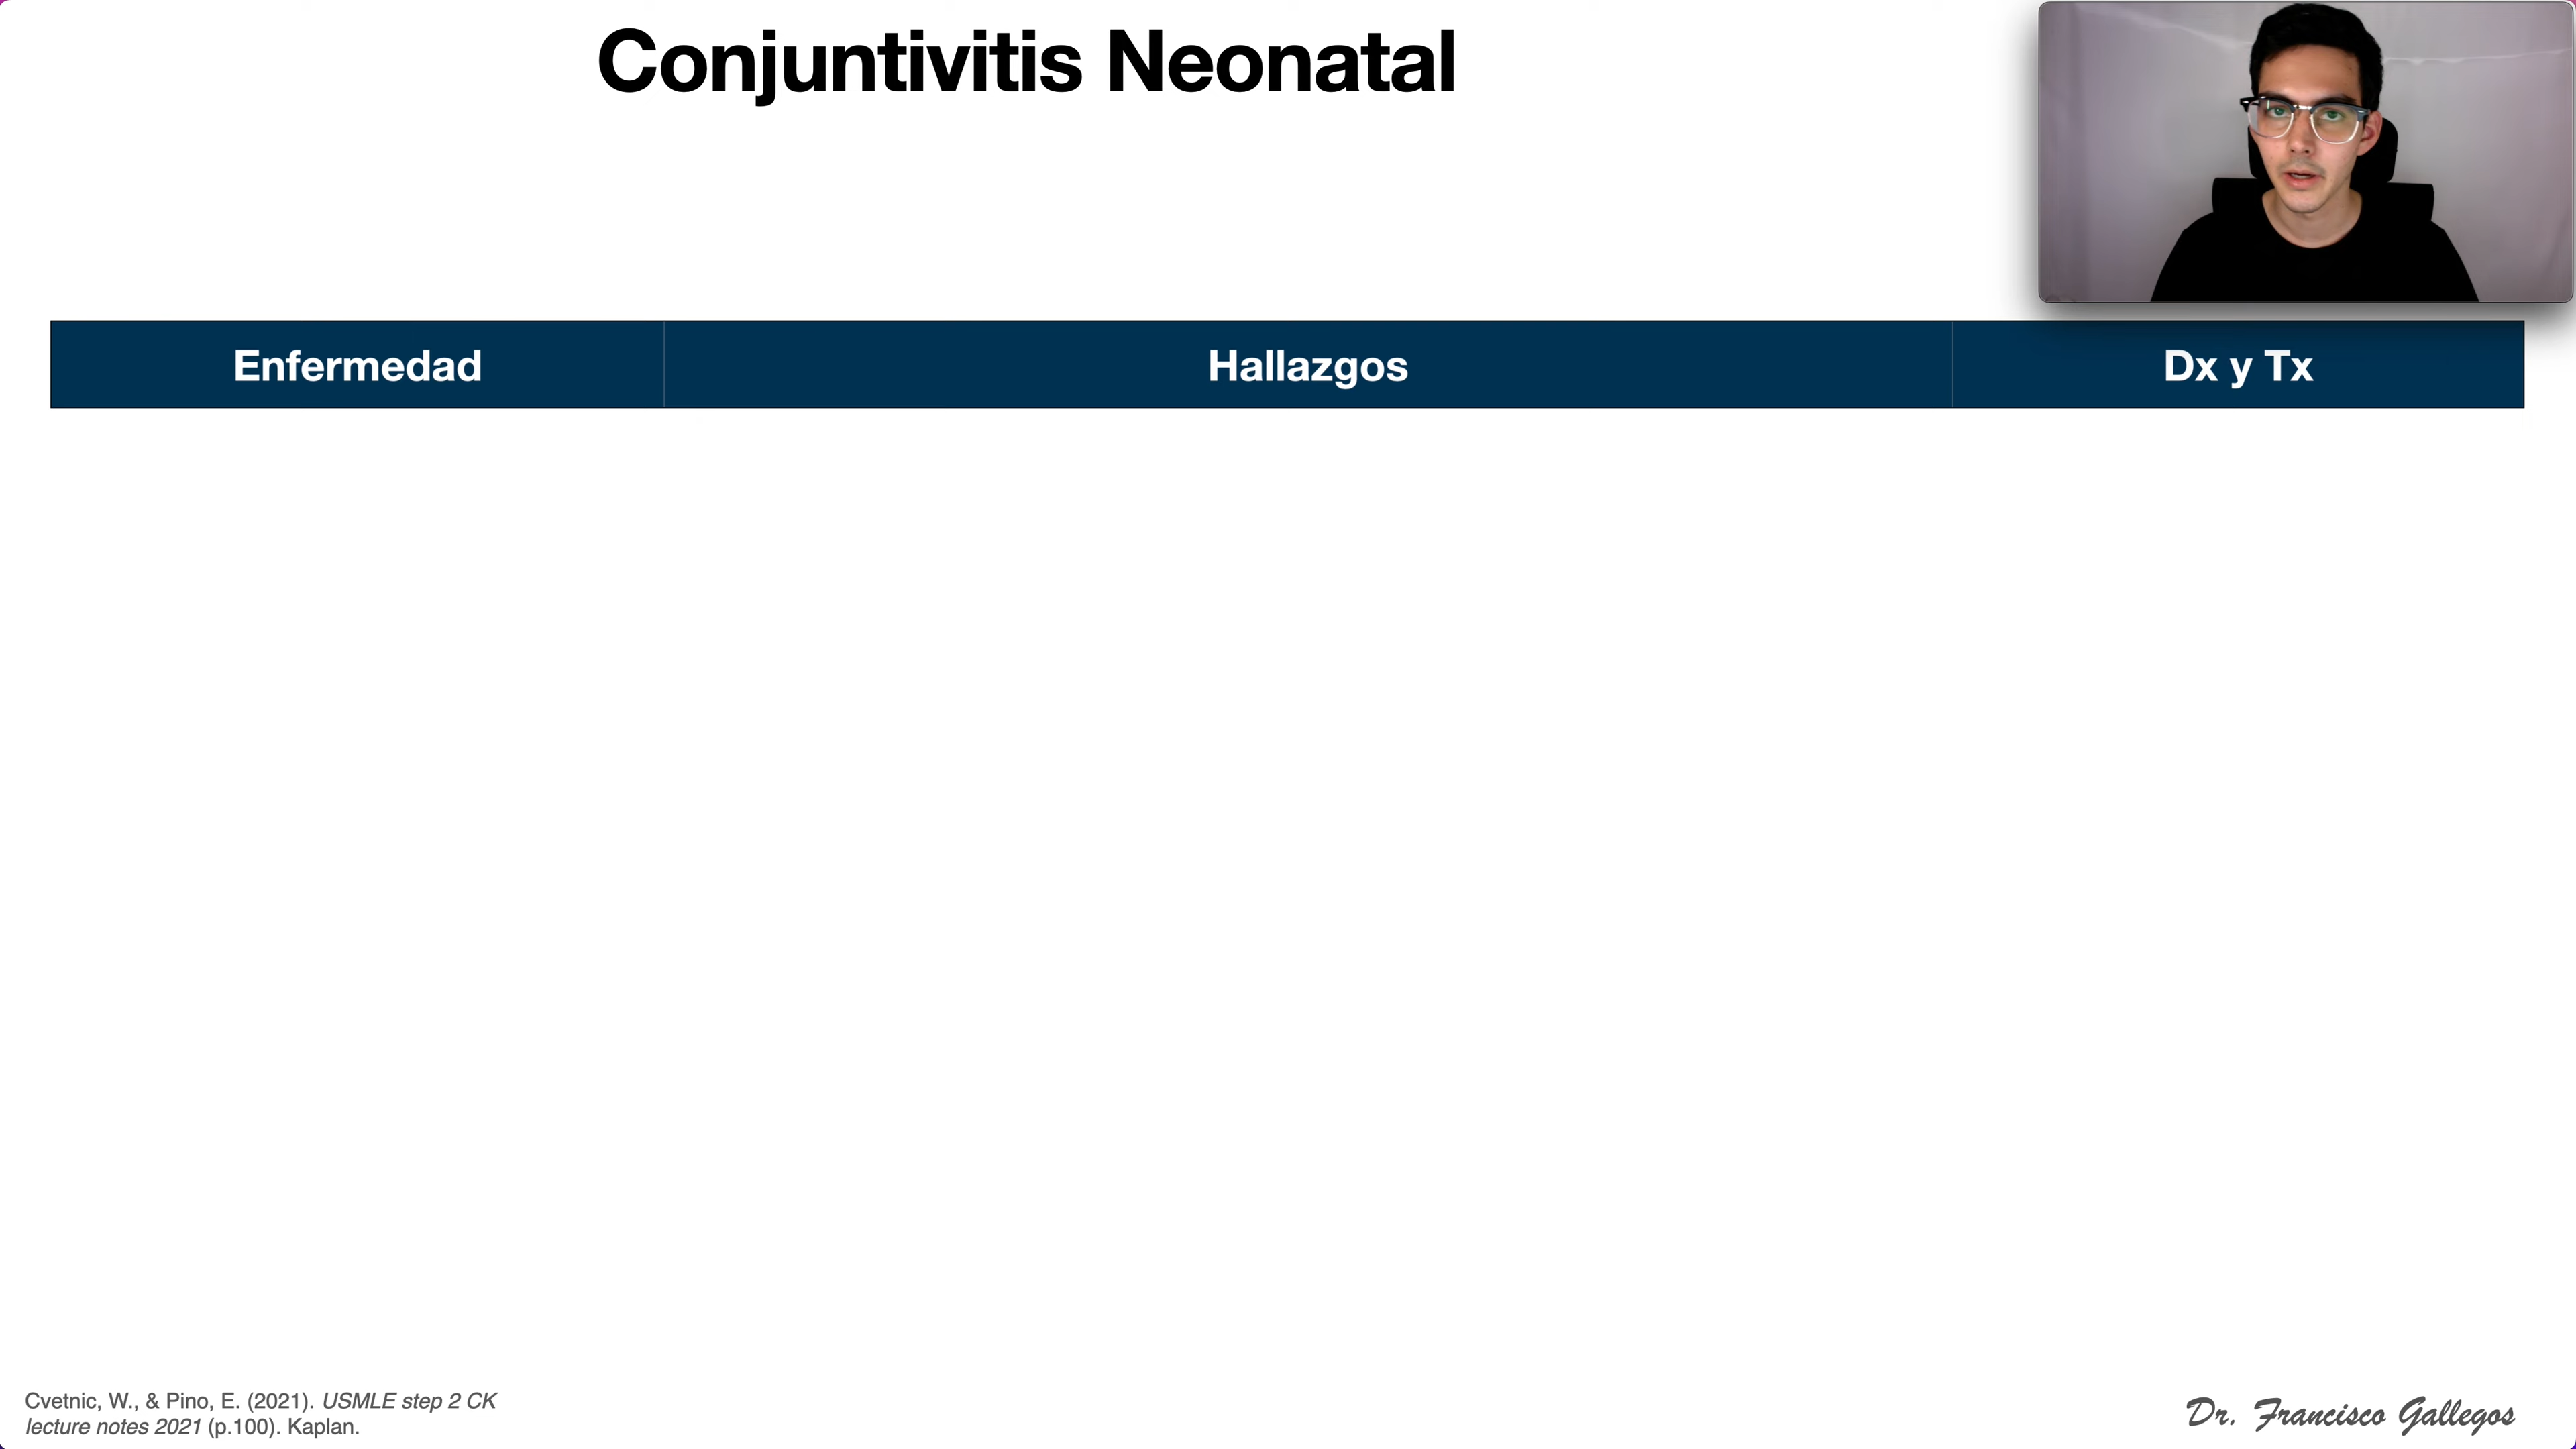 Conjuntivitis Neonatal
Enfermedad
Hallazgos
Dx y Tx
Cvetnic, W., & Pino, E. (2021). USMLE step 2 CK
lecture notes 2021 (p.100). Kaplan.
Dr. Francisco Gallegos